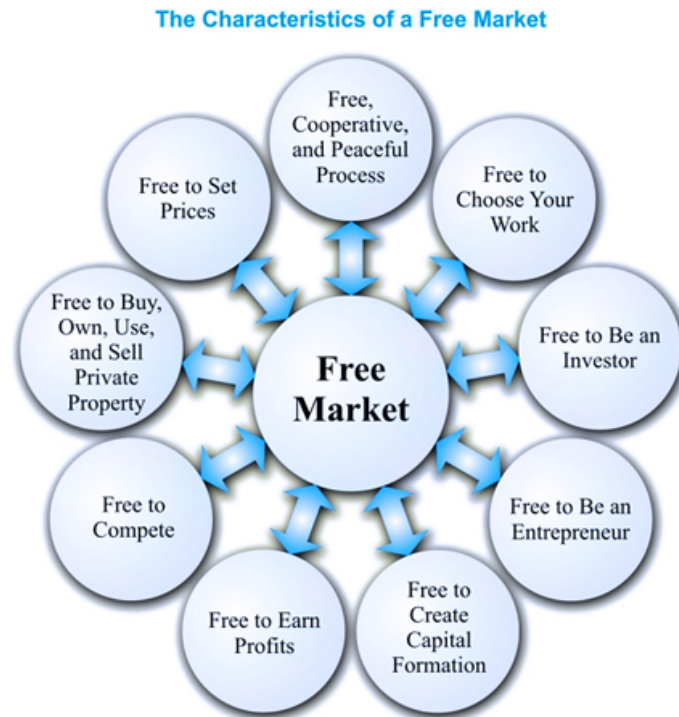 The Characteristics of a Free Market
Free,
Cooperative,
and Peaceful
Process
Free to
Choose Your
Work
Free to Be an
Investor
Free to Be an
Entrepreneur
Free to
Create
Capital
Formation
Free to Earn
Profits
Free to
Compete
Free to Buy,
Own, Use,
and Sell
Private
Property
Free to Set
Prices
Free
Market